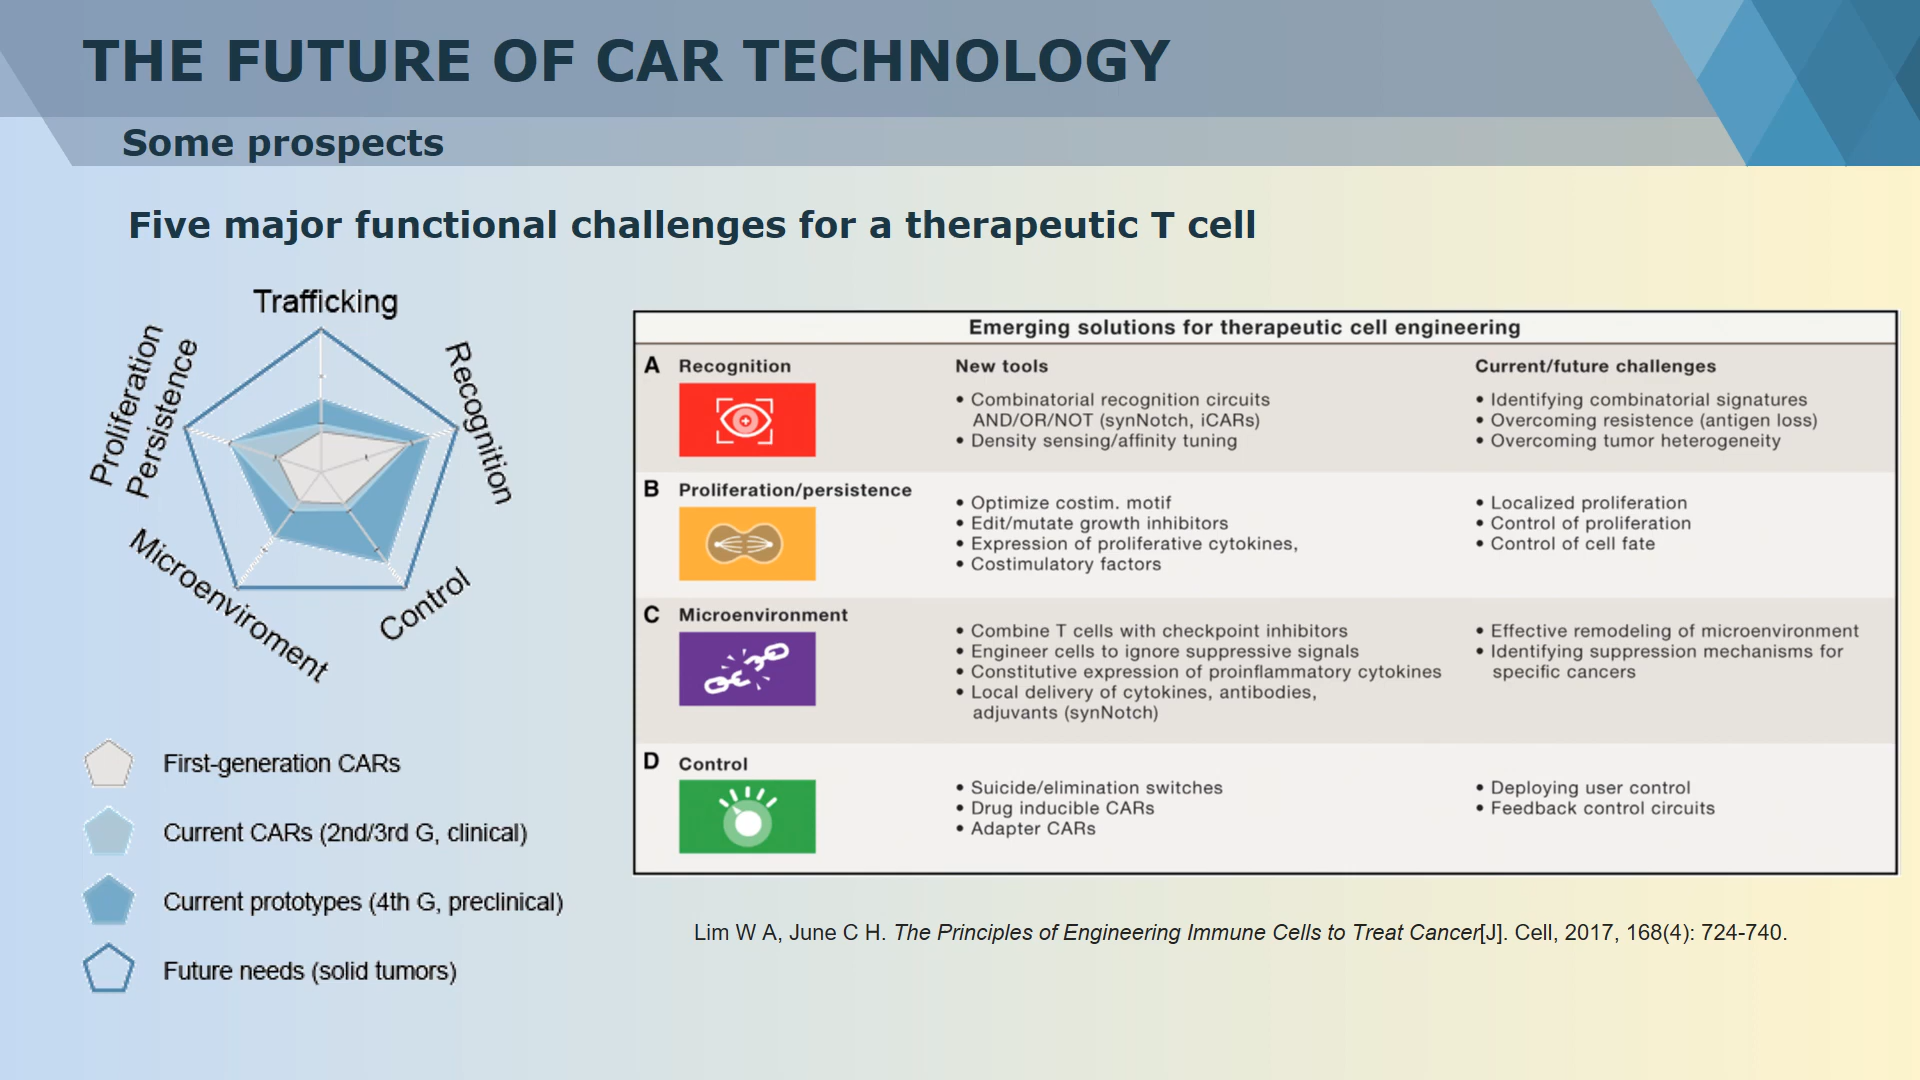 THE FUTURE OF CAR TECHNOLOGY
Some prospects
Five major functional challenges for a therapeutic T cell
Trafficking
Recognition
Control
Microenviroment
Proliferation
Persistence
First-generation CARs
Current CARs (2nd/3rd G, clinical)
Current prototypes (4th G, preclinical)
Future needs (solid tumors)
Emerging solutions for therapeutic cell engineering
A Recognition
New tools
• Combinatorial recognition circuits
AND/OR/NOT (synNotch, iCARs)
• Density sensing/affinity tuning
Current/future challenges
• Identifying combinatorial signatures
• Overcoming resistance (antigen loss)
• Overcoming tumor heterogeneity
B Proliferation/persistence
• Optimize costim. motif
• Edit/mutate growth inhibitors
• Expression of proliferative cytokines,
• Costimulatory factors
• Localized proliferation
• Control of proliferation
• Control of cell fate
C Microenvironment
• Combine T cells with checkpoint inhibitors
• Engineer cells to ignore suppressive signals
• Constitutive expression of proinflammatory cytokines
• Local delivery of cytokines, antibodies,
adjuvants (synNotch)
• Effective remodeling of microenvironment
• Identifying suppression mechanisms for
specific cancers
D Control
• Suicide/elimination switches
• Drug inducible CARs
• Adapter CARs
• Deploying user control
• Feedback control circuits
Lim W A, June C H. The Principles of Engineering Immune Cells to Treat Cancer[J]. Cell, 2017, 168(4): 724-740.